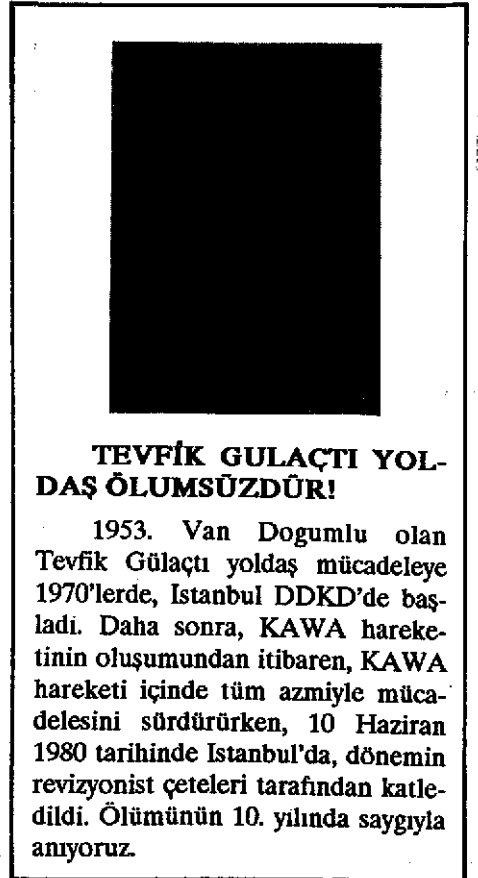 TEVFİK GULAÇTI YOL-
DAŞ ÖLUMSÜZDÜR!
1953. Van Dogumlu olan
Tevfik Gülaçtı yoldaş mücadeleye
1970'lerde, Istanbul DDKD'de baş-
ladi. Daha sonra, KAWA hareke-
tinin oluşumundan itibaren, KAWA
hareketi içinde tüm azmiyle müca-
delesini sürdürürken, 10 Haziran
1980 tarihinde Istanbul'da, dönemin
revizyonist çeteleri tarafından katle-
dildi. Ölümünün 10. yılında saygıyla
anıyoruz.